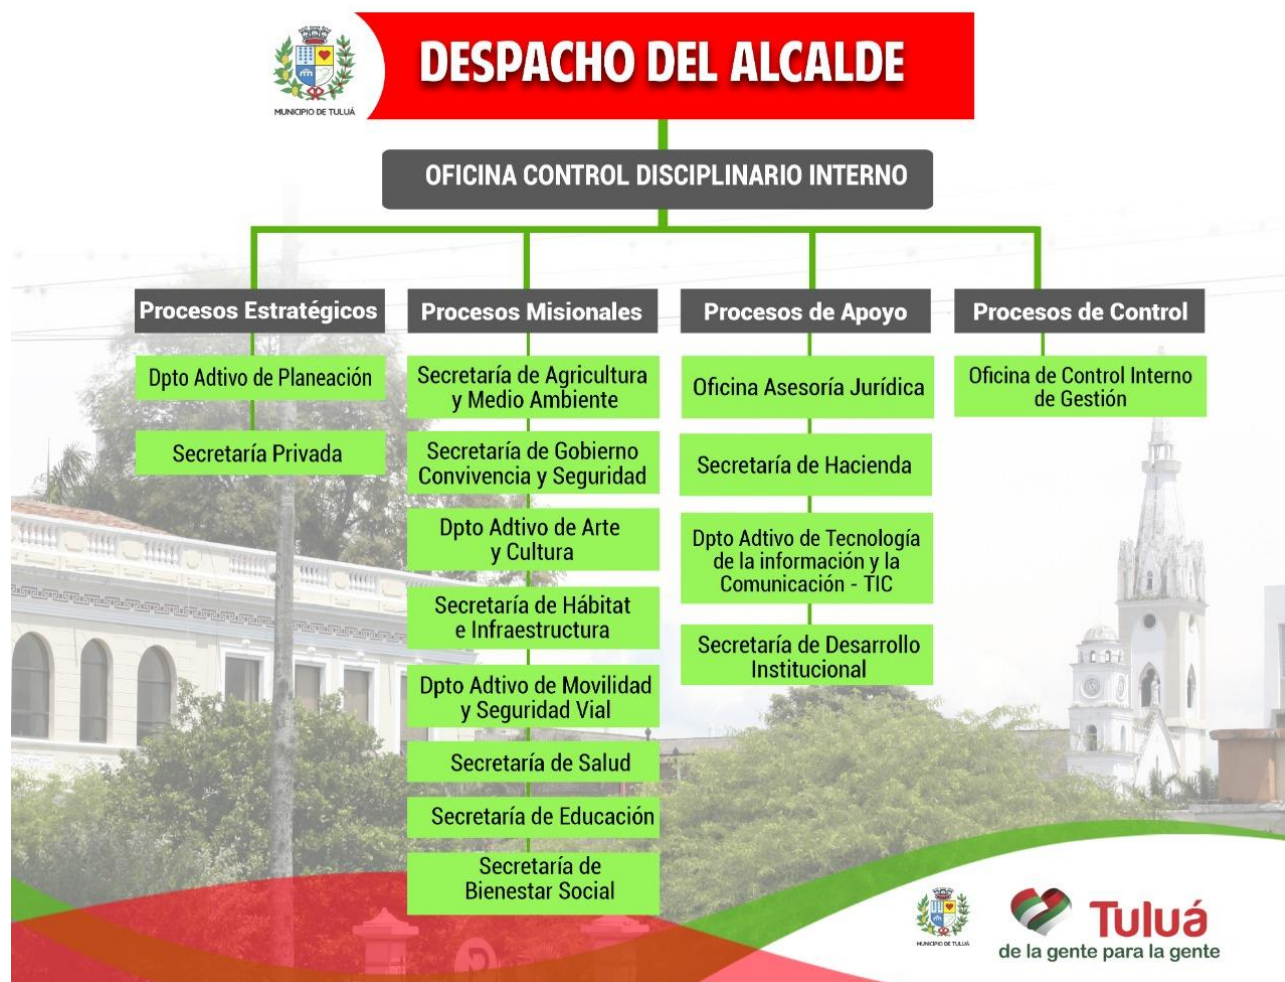 DESPACHO DEL ALCALDE
MUNICIPIO DE TULUÁ
OFICINA CONTROL DISCIPLINARIO INTERNO
Procesos Estratégicos
Dpto Adtivo de Planeación
Secretaría Privada
Procesos Misionales
Secretaría de Agricultura
y Medio Ambiente
Secretaría de Gobierno
Convivencia y Seguridad
Dpto Adtivo de Arte
y Cultura
Secretaría de Hábitat
e Infraestructura
Dpto Adtivo de Movilidad
y Seguridad Vial
Secretaría de Salud
Secretaría de Educación
Secretaría de
Bienestar Social
Procesos de Apoyo
Oficina Asesoría Jurídica
Secretaría de Hacienda
Dpto Adtivo de Tecnología
de la información y la
Comunicación - TIC
Secretaría de Desarrollo
Institucional
Procesos de Control
Oficina de Control Interno
de Gestión
MUNICIPIO DE TULUÁ
Tuluá
de la gente para la gente